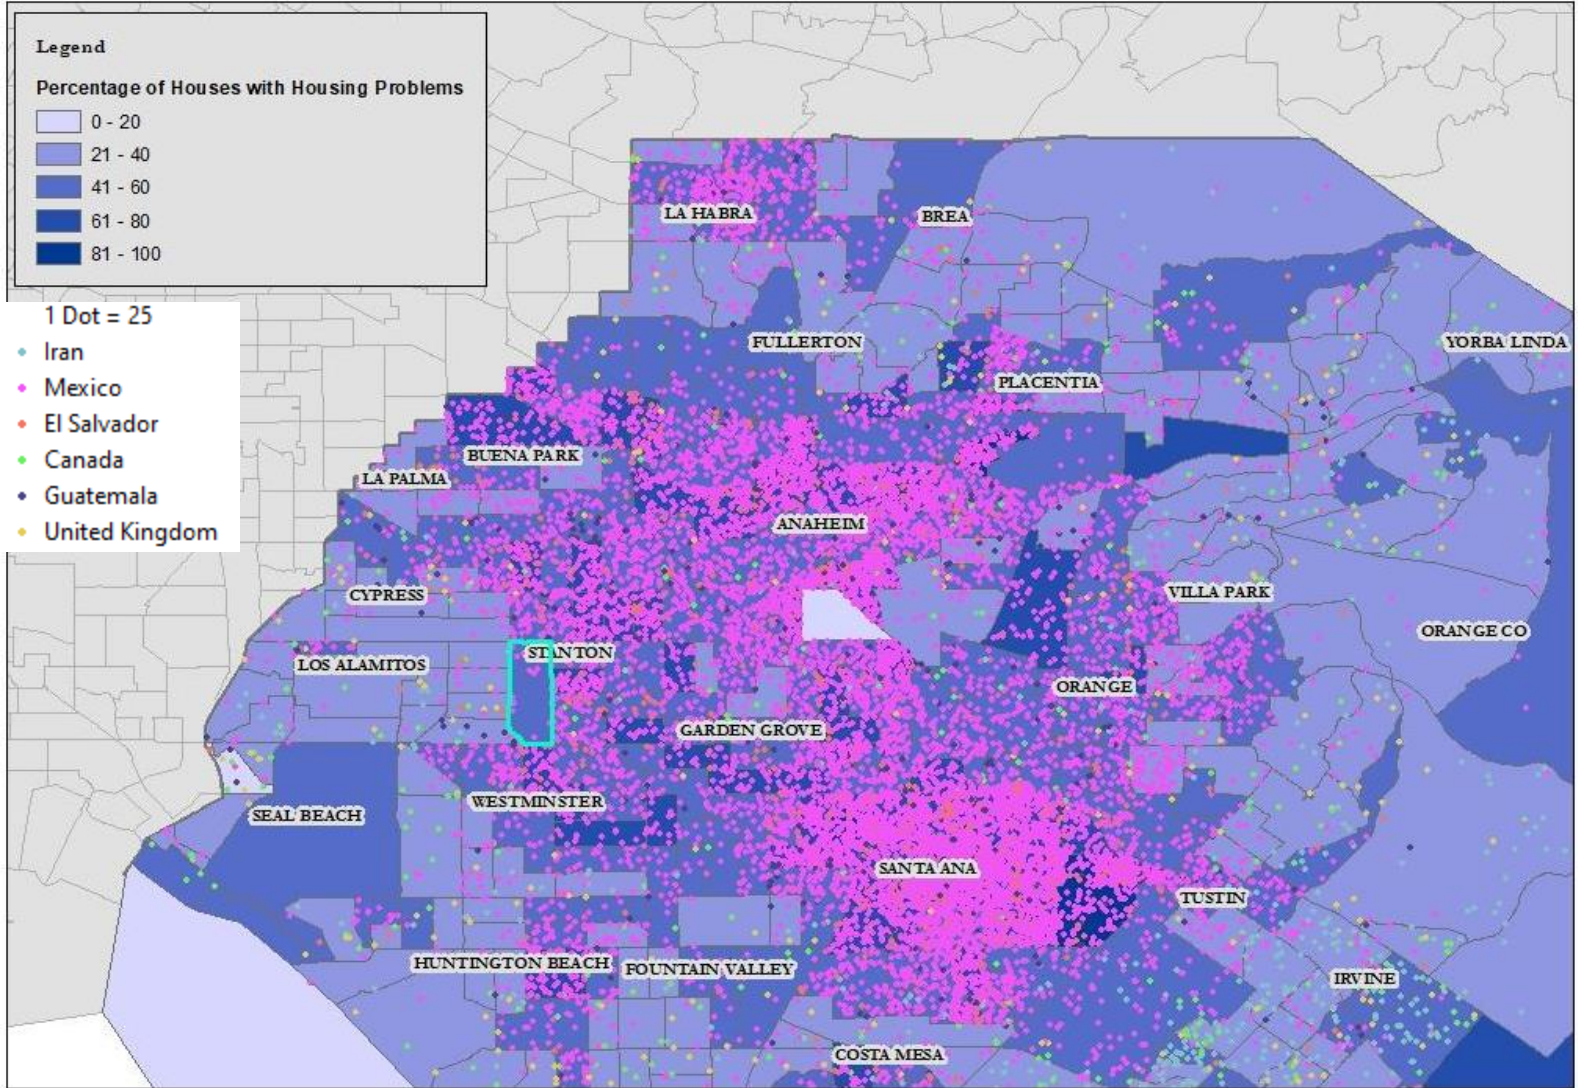 Legend
Percentage of Houses with Housing Problems
0 - 20
21 - 40
41 - 60
61 - 80
81 - 100
1 Dot = 25
Iran
Mexico
El Salvador
Canada
Guatemala
United Kingdom
LA HABRA
BREA
FULLERTON
YORBA LINDA
PLACENTIA
BUENA PARK
LA PALMA
ANAHEIM
CYPRESS
VILLA PARK
ORANGE CO
STANTON
LOS ALAMITOS
ORANGE
GARDEN GROVE
WESTMINSTER
SEAL BEACH
SANTA ANA
TUSTIN
HUNTINGTON BEACH
FOUNTAIN VALLEY
IRVINE
COSTA MESA